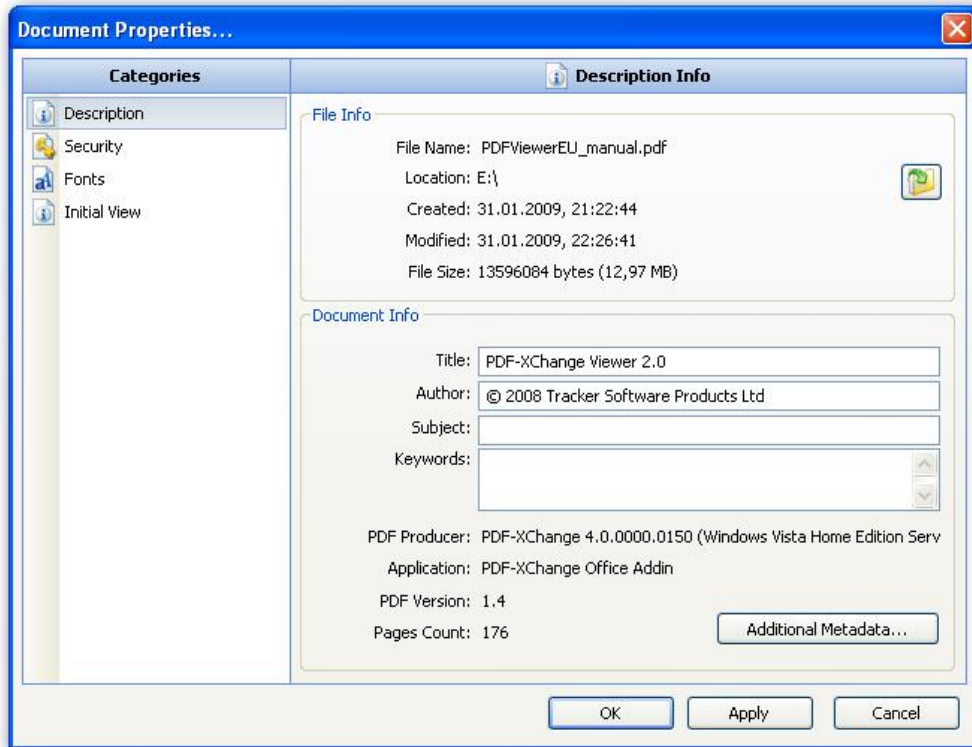 Document Properties...
Categories
Description Info
Description
Security
Fonts
Initial View
File Info
File Name: PDFViewerEU_manual.pdf
Location: E:\
Created: 31.01.2009, 21:22:44
Modified: 31.01.2009, 22:26:41
File Size: 13596084 bytes (12,97 MB)
Document Info
Title: PDF-XChange Viewer 2.0
Author: © 2008 Tracker Software Products Ltd
Subject:
Keywords:
PDF Producer: PDF-XChange 4.0.0000.0150 (Windows Vista Home Edition Serv
Application: PDF-XChange Office Addin
PDF Version: 1.4
Pages Count: 176
Additional Metadata...
OK Apply Cancel